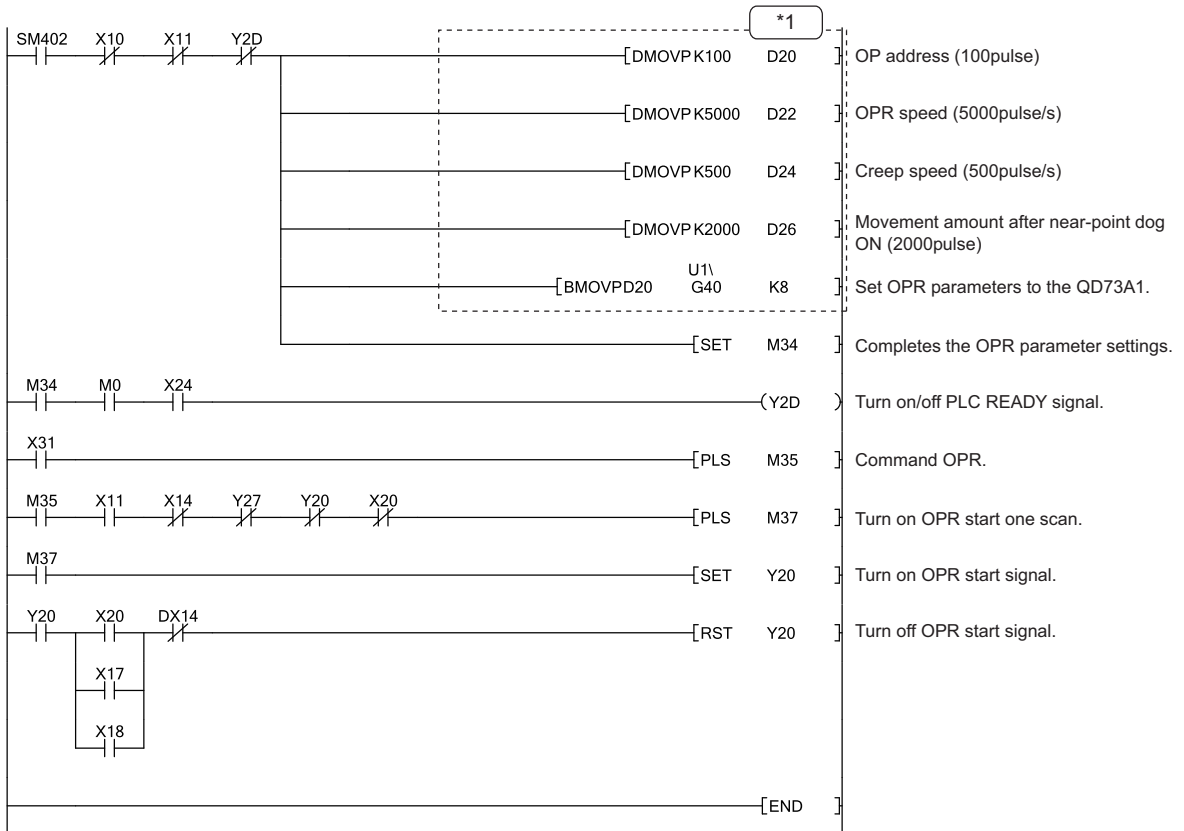 *1
SM402 X10 X11 Y2D
[DMOVP K100 D20 ] OP address (100pulse)
[DMOVP K5000 D22 ] OPR speed (5000pulse/s)
[DMOVP K500 D24 ] Creep speed (500pulse/s)
[DMOVP K2000 D26 ] Movement amount after near-point dog
ON (2000pulse)
U1\
[BMOVPD20 G40 K8 ] Set OPR parameters to the QD73A1.
[SET M34 ] Completes the OPR parameter settings.
M34 M0 X24
(Y2D ) Turn on/off PLC READY signal.
X31
[PLS M35 ] Command OPR.
M35 X11 X14 Y27 Y20 X20
[PLS M37 ] Turn on OPR start one scan.
M37
[SET Y20 ] Turn on OPR start signal.
Y20 X20 DX14
[RST Y20 ] Turn off OPR start signal.
X17
X18
[END ]